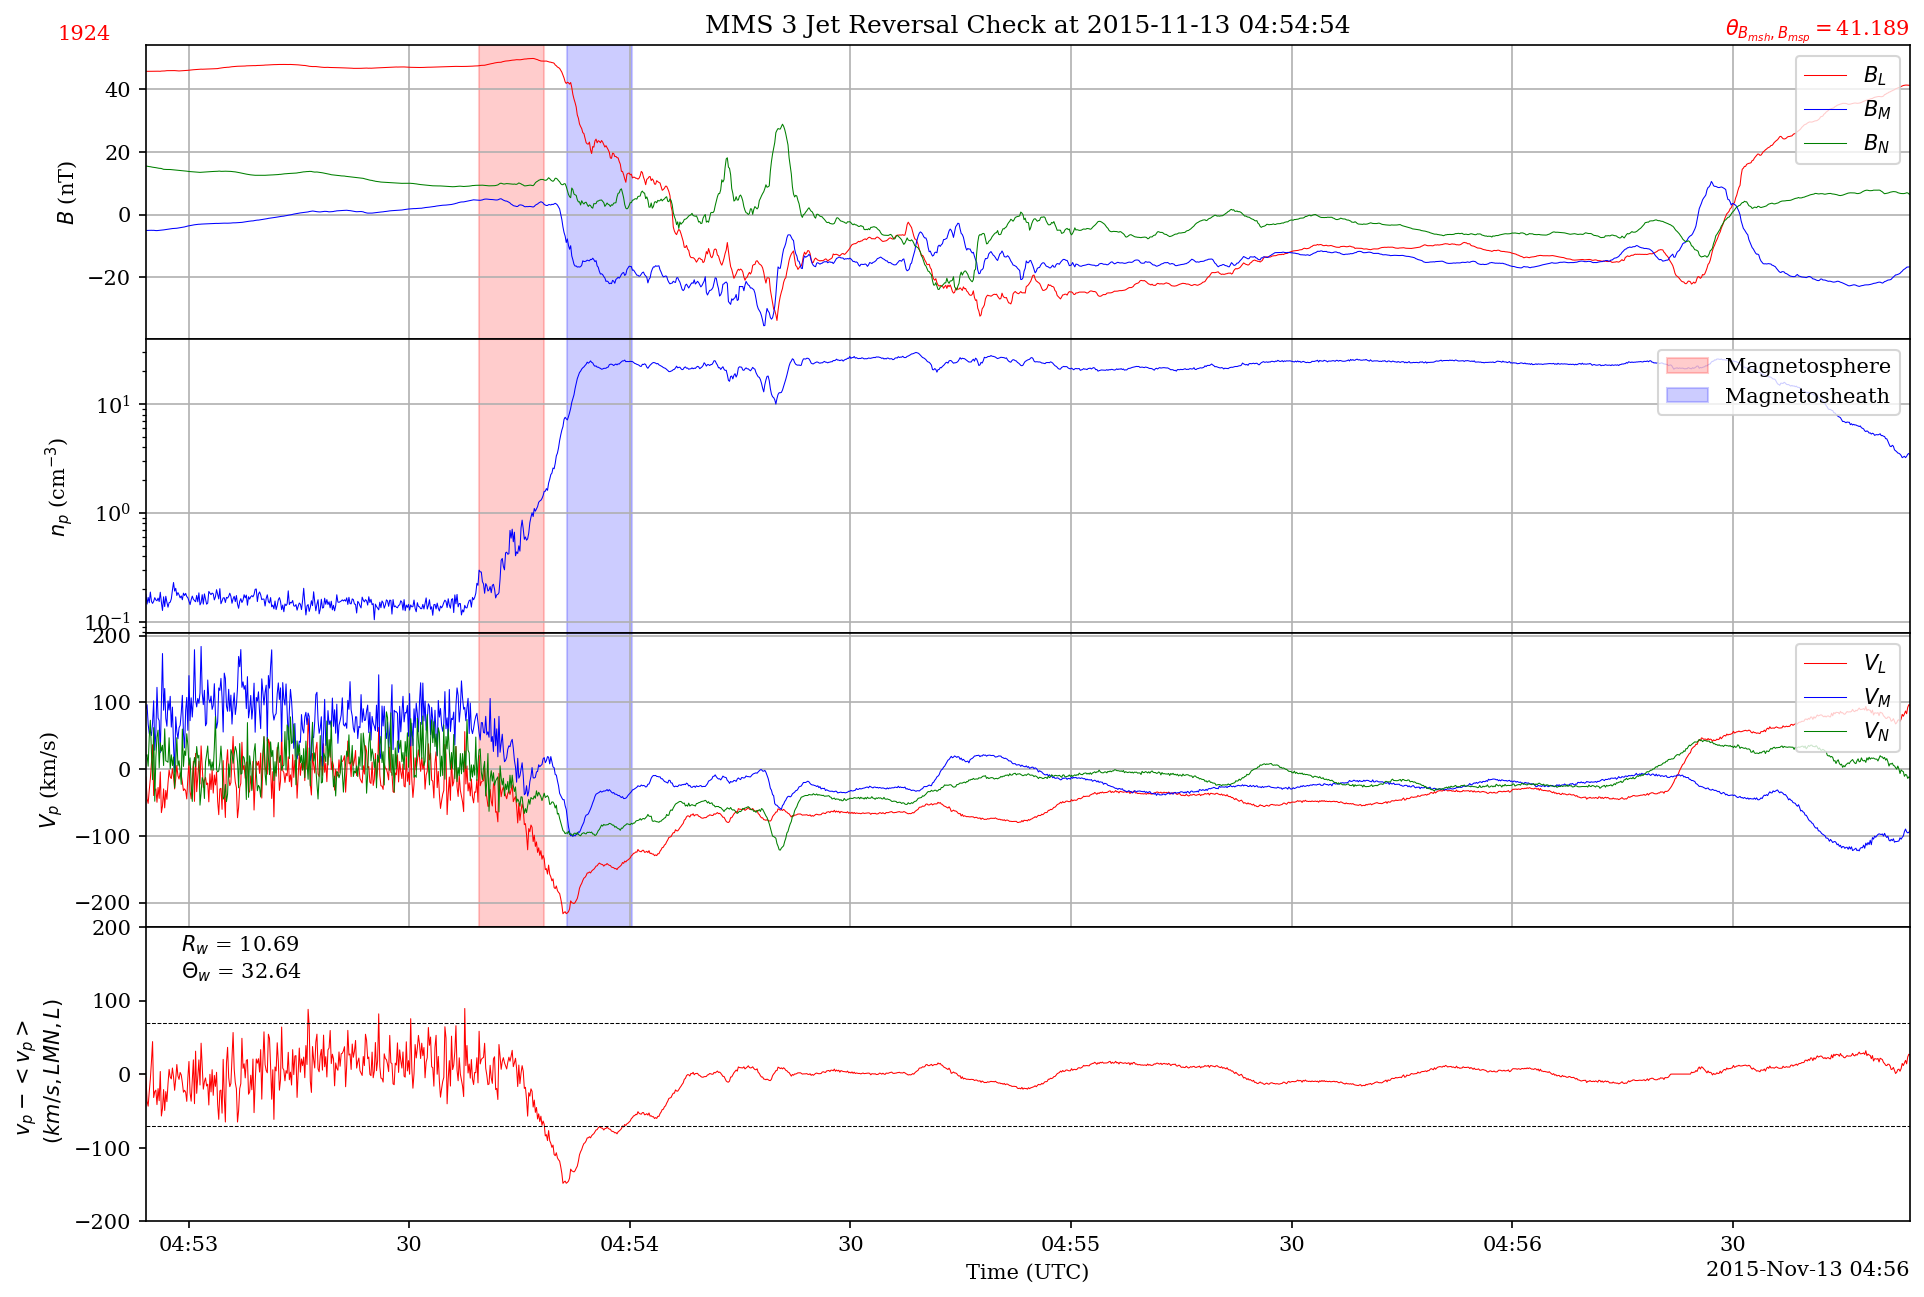 1924
MMS 3 Jet Reversal Check at 2015-11-13 04:54:54
θ_{B_{msh}, B_{msp}} = 41.189
B (nT)
40
20
0
−20
B_L
B_M
B_N
n_p (cm^{−3})
10^1
10^0
10^{−1}
Magnetosphere
Magnetosheath
V_p (km/s)
200
100
0
−100
−200
V_L
V_M
V_N
v_p − < v_p >
(km/s, LMN, L)
200
100
0
−100
−200
R_w = 10.69
Θ_w = 32.64
04:53
30
04:54
30
04:55
30
04:56
30
Time (UTC)
2015-Nov-13 04:56